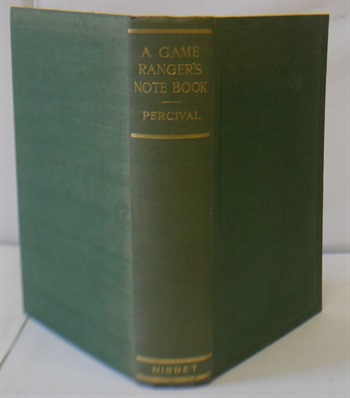 A GAME
RANGER'S
NOTE BOOK
PERCIVAL
NISBET